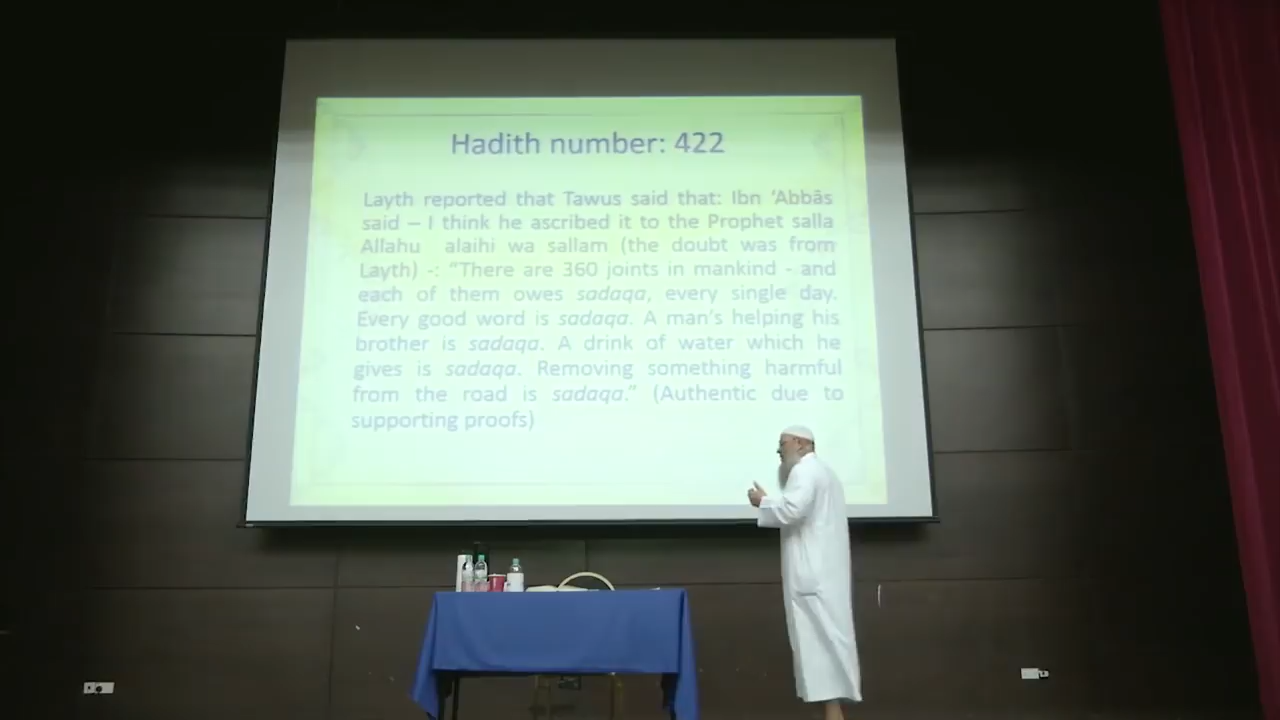 Hadith number: 422
Layth reported that Tawus said that: Ibn ‘Abbās
said – I think he ascribed it to the Prophet salla
Allahu alaihi wa sallam (the doubt was from
Layth) -: “There are 360 joints in mankind - and
each of them owes sadaqa, every single day.
Every good word is sadaqa. A man’s helping his
brother is sadaqa. A drink of water which he
gives is sadaqa. Removing something harmful
from the road is sadaqa.” (Authentic due to
supporting proofs)